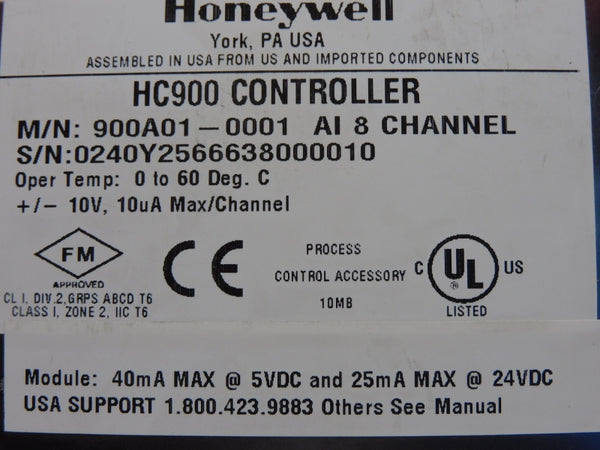 Honeywell
York, PA USA
ASSEMBLED IN USA FROM US AND IMPORTED COMPONENTS
HC900 CONTROLLER
M/N: 900A01-0001 AI 8 CHANNEL
S/N:0240Y2566638000010
Oper Temp: 0 to 60 Deg. C
+/- 10V, 10uA Max/Channel
FM
APPROVED
CL I, DIV.2,GRPS ABCD T6
CLASS I, ZONE 2, IIC T6
CE
PROCESS
CONTROL ACCESSORY
10MB
C UL US
®
LISTED
Module: 40mA MAX @ 5VDC and 25mA MAX @ 24VDC
USA SUPPORT 1.800.423.9883 Others See Manual